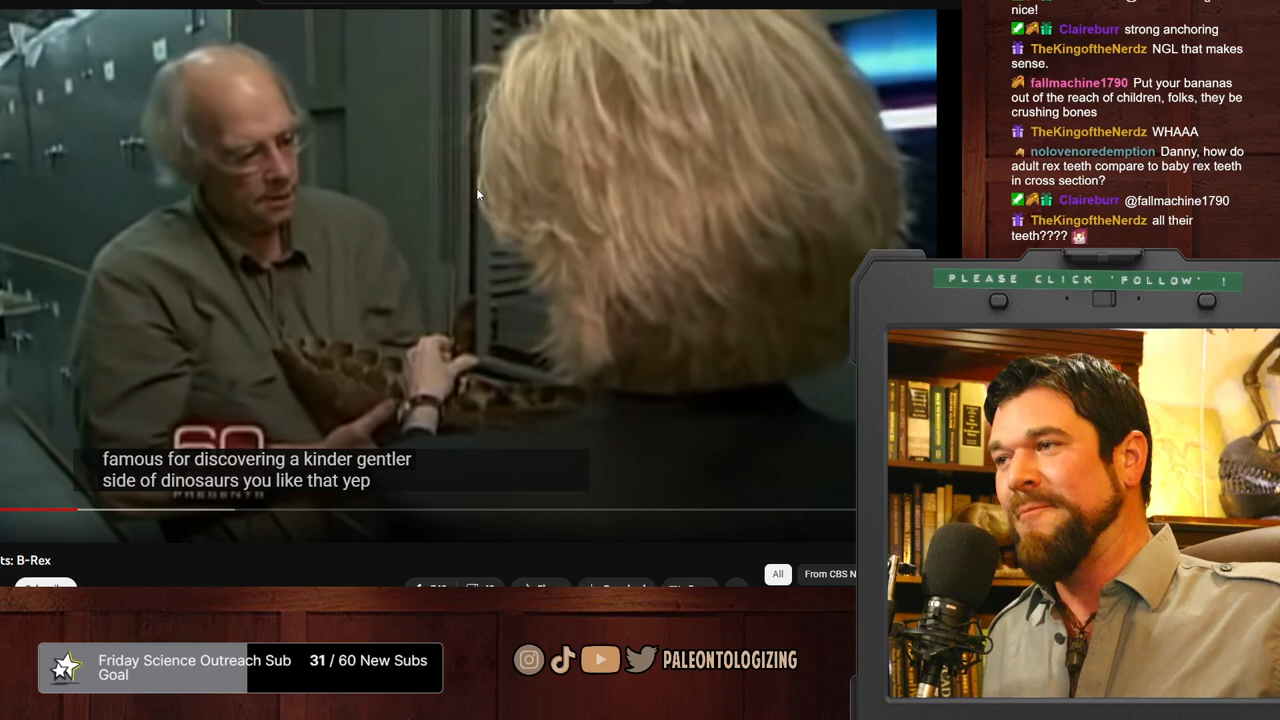 nice!
Claireburr strong anchoring
TheKingoftheNerdz NGL that makes
sense.
fallmachine1790 Put your bananas
out of the reach of children, folks, they be
crushing bones
TheKingoftheNerdz WHAAA
nolovenoredemption Danny, how do
adult rex teeth compare to baby rex teeth
in cross section?
Claireburr @fallmachine1790
TheKingoftheNerdz all their
teeth????
PLEASE CLICK 'FOLLOW' !
60
famous for discovering a kinder gentler
side of dinosaurs you like that yep
PRESENTS
ts: B-Rex
All
From CBS N
Friday Science Outreach Sub
Goal
31 / 60 New Subs
PALEONTOLOGIZING